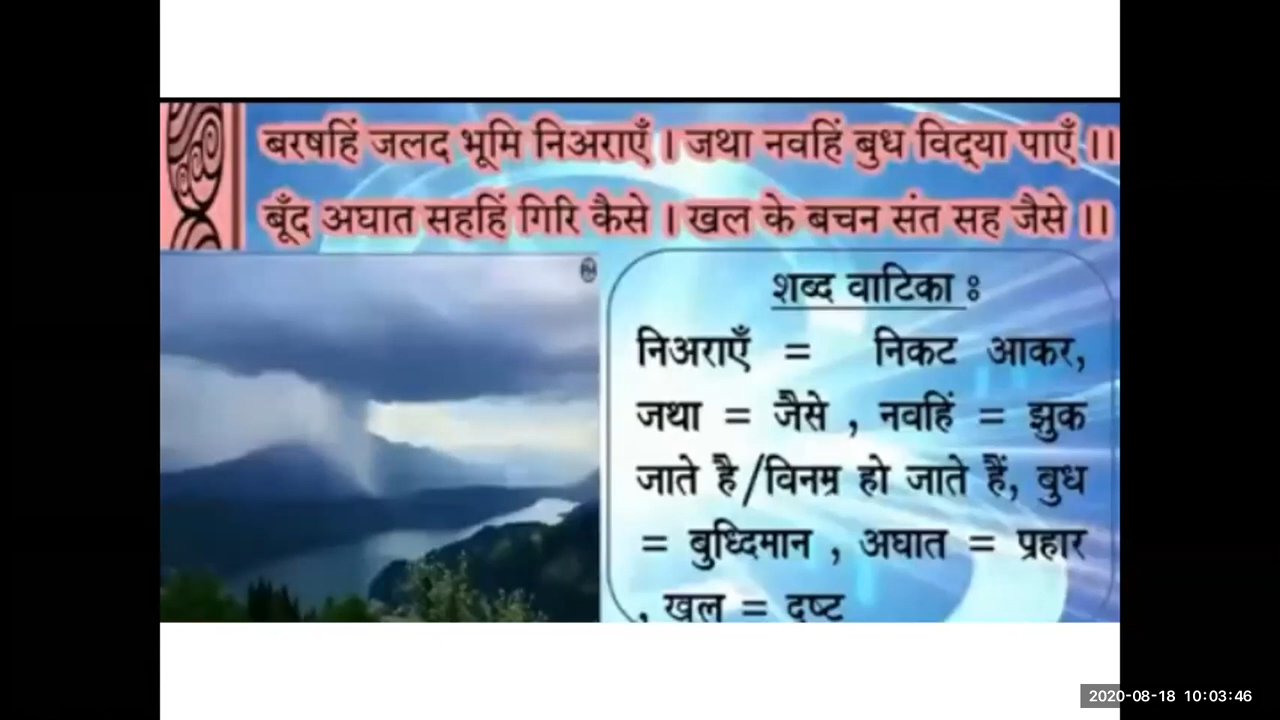 बरषहिं जलद भूमि निअराएँ । जथा नवहिं बुध विद्‌या पाएँ ।।
बूँद अघात सहहिं गिरि कैसे । खल के बचन संत सह जैसे ।।
शब्द वाटिका :
निअराएँ = निकट आकर,
जथा = जैसे , नवहिं = झुक
जाते है/विनम्र हो जाते हैं, बुध
= बुध्दिमान , अघात = प्रहार
, खल = दुष्ट
2020-08-18 10:03:46